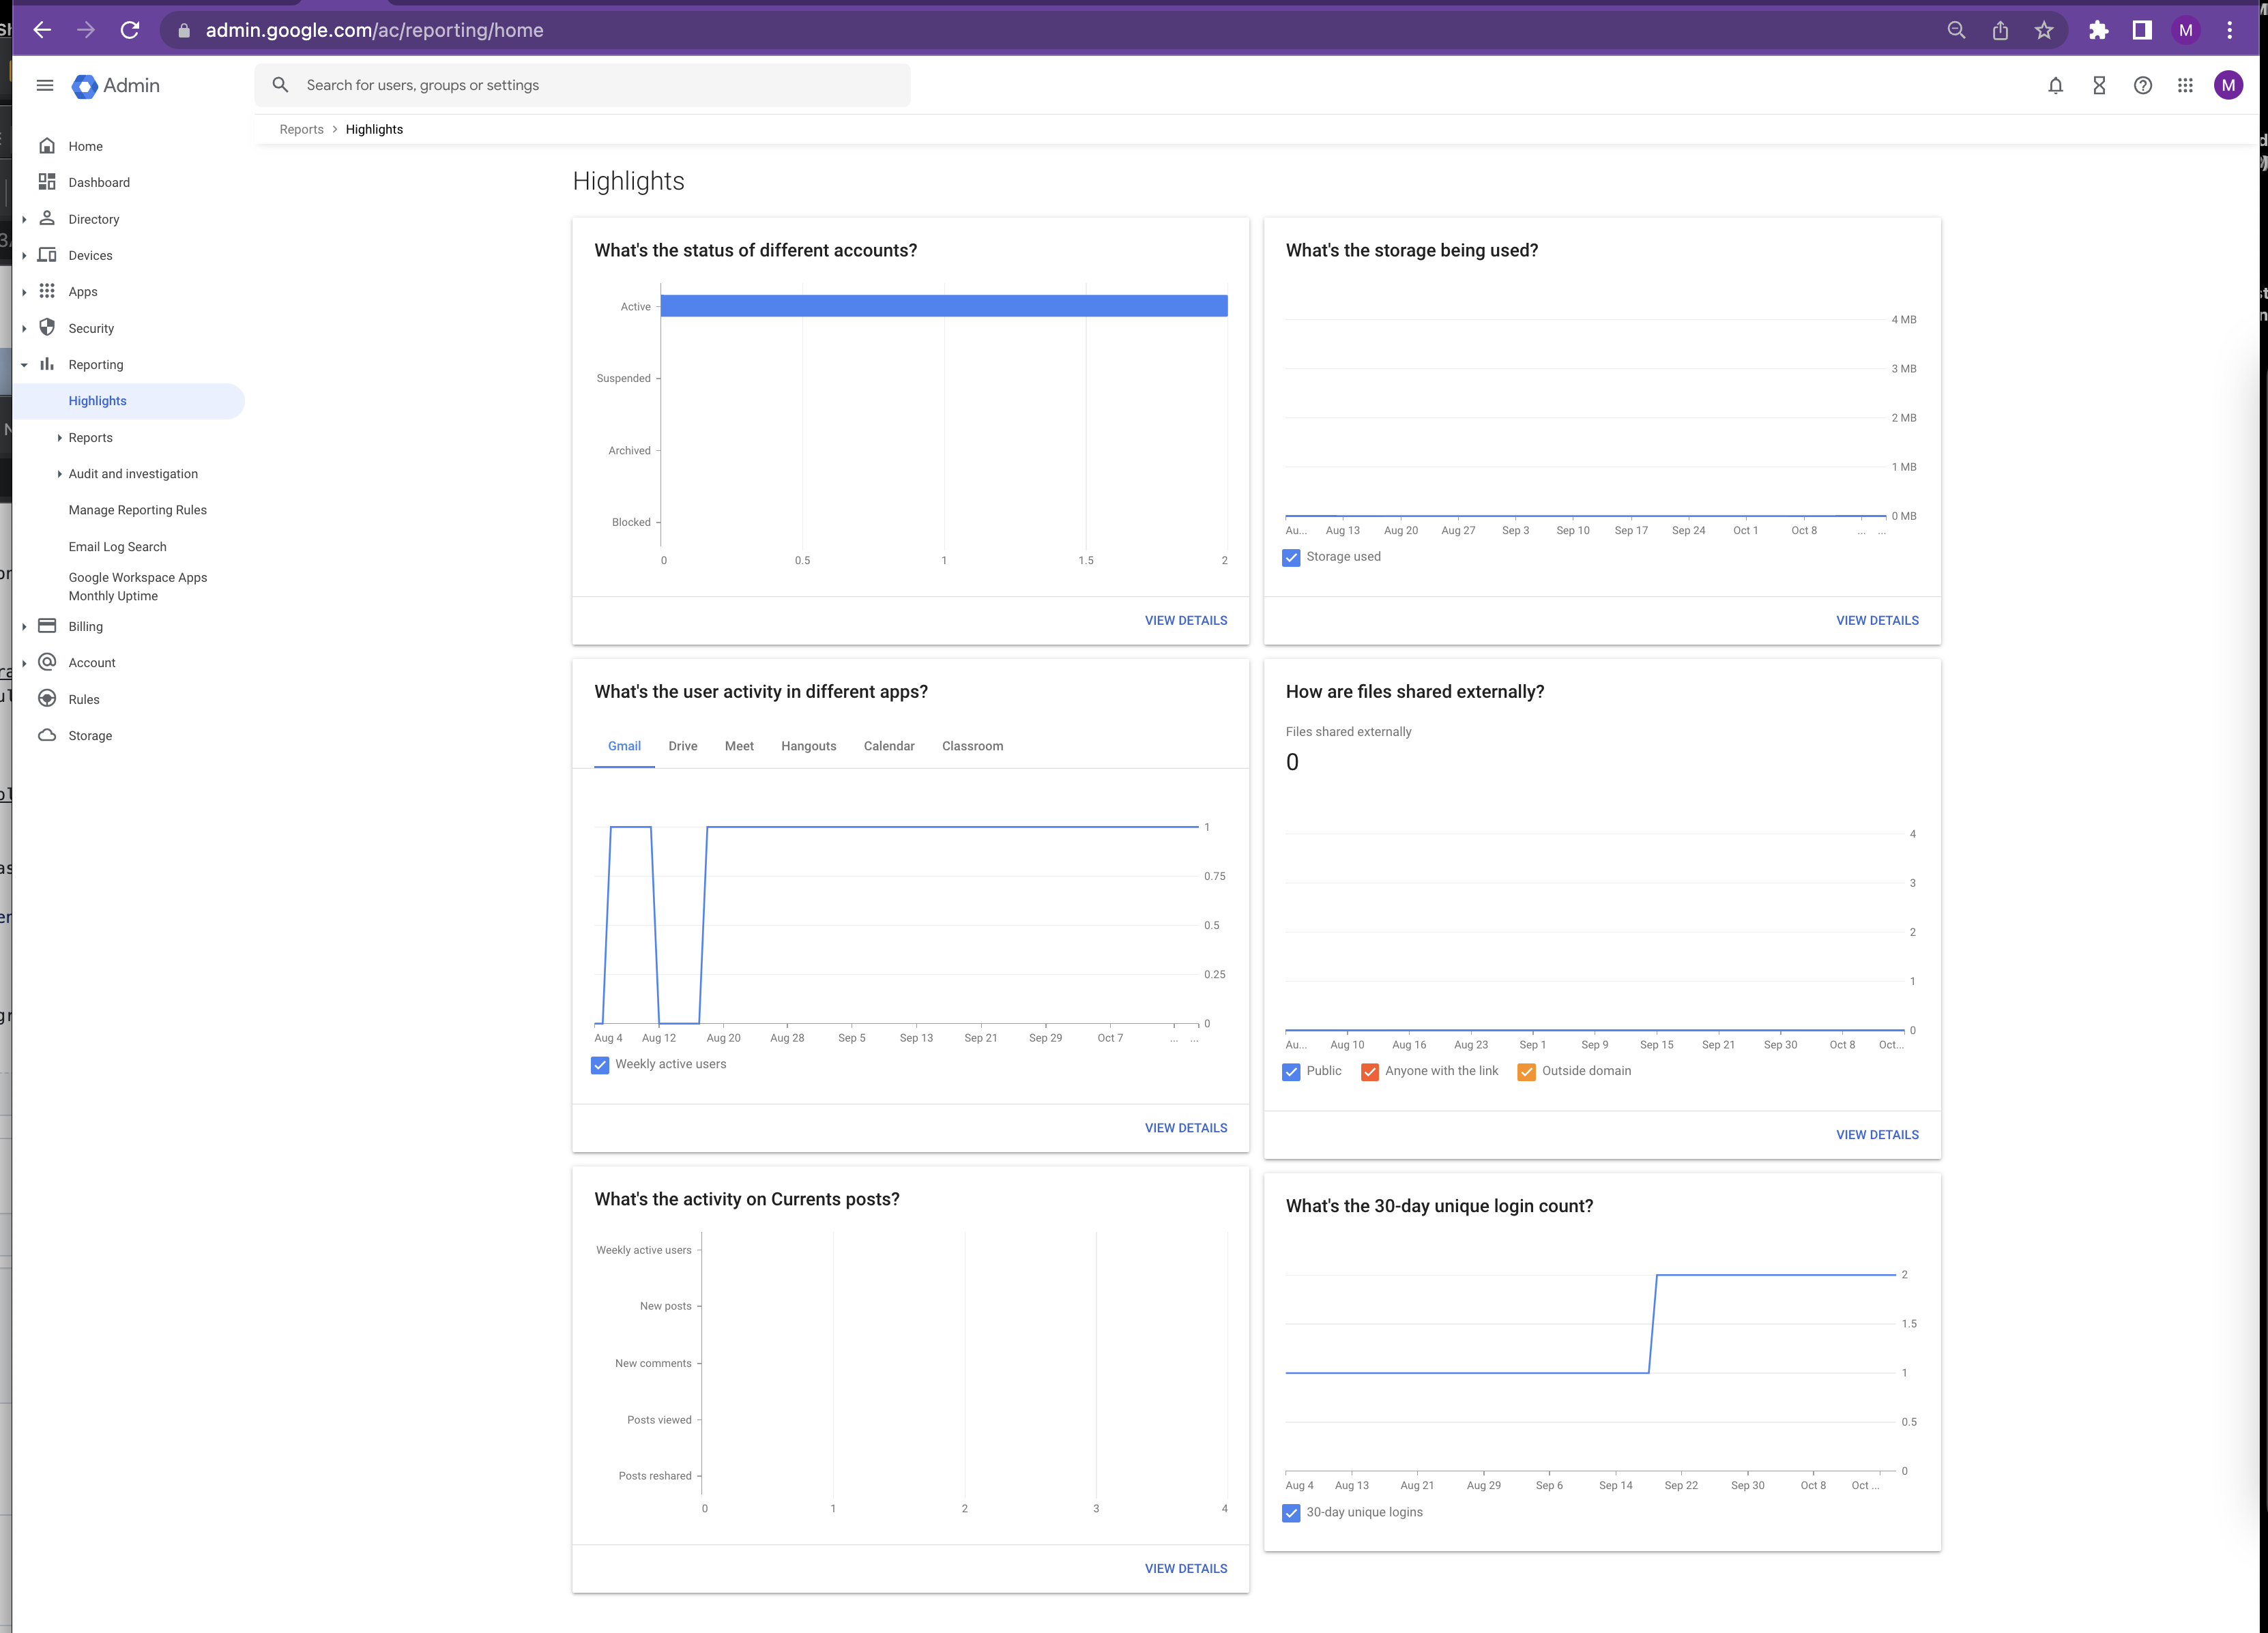 admin.google.com/ac/reporting/home
M
Admin
Search for users, groups or settings
M
Reports
Highlights
Home
Dashboard
Directory
Devices
Apps
Security
Reporting
Highlights
Reports
Audit and investigation
Manage Reporting Rules
Email Log Search
Google Workspace Apps
Monthly Uptime
Billing
Account
Rules
Storage
Highlights
What's the status of different accounts?
Active
Suspended
Archived
Blocked
0 0.5 1 1.5 2
VIEW DETAILS
What's the storage being used?
4 MB
3 MB
2 MB
1 MB
0 MB
Au... Aug 13 Aug 20 Aug 27 Sep 3 Sep 10 Sep 17 Sep 24 Oct 1 Oct 8 ... ...
Storage used
VIEW DETAILS
What's the user activity in different apps?
Gmail Drive Meet Hangouts Calendar Classroom
1
0.75
0.5
0.25
0
Aug 4 Aug 12 Aug 20 Aug 28 Sep 5 Sep 13 Sep 21 Sep 29 Oct 7 ... ...
Weekly active users
VIEW DETAILS
How are files shared externally?
Files shared externally
0
4
3
2
1
0
Au... Aug 10 Aug 16 Aug 23 Sep 1 Sep 9 Sep 15 Sep 21 Sep 30 Oct 8 Oct...
Public Anyone with the link Outside domain
VIEW DETAILS
What's the activity on Currents posts?
Weekly active users
New posts
New comments
Posts viewed
Posts reshared
0 1 2 3 4
VIEW DETAILS
What's the 30-day unique login count?
2
1.5
1
0.5
0
Aug 4 Aug 13 Aug 21 Aug 29 Sep 6 Sep 14 Sep 22 Sep 30 Oct 8 Oct ...
30-day unique logins